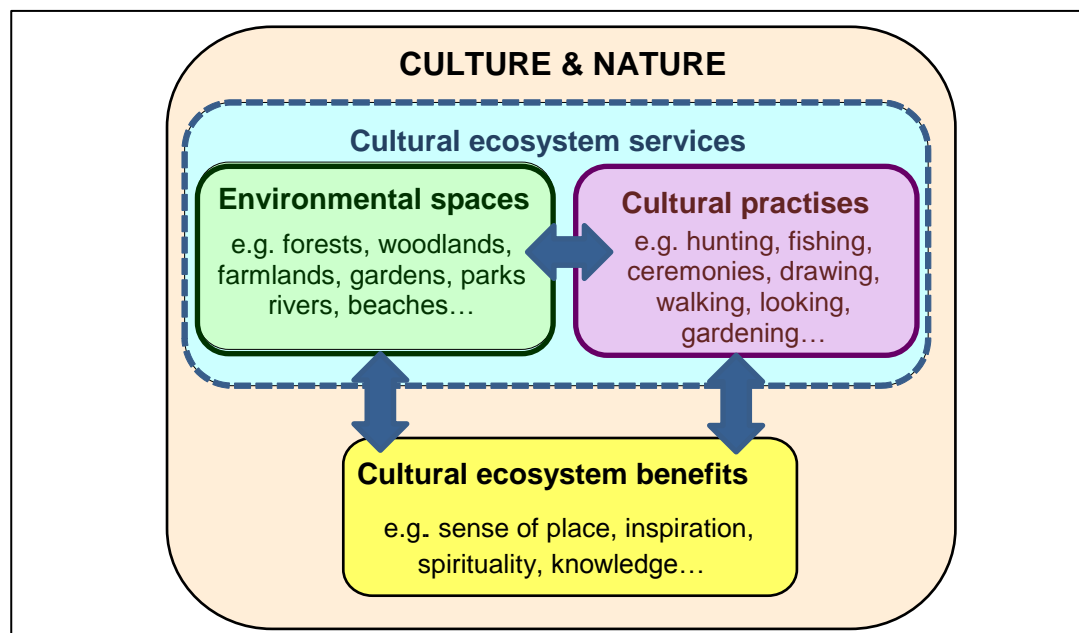 CULTURE & NATURE
Cultural ecosystem services
Environmental spaces
e.g. forests, woodlands,
farmlands, gardens, parks
rivers, beaches…
Cultural practises
e.g. hunting, fishing,
ceremonies, drawing,
walking, looking,
gardening…
Cultural ecosystem benefits
e.g. sense of place, inspiration,
spirituality, knowledge…